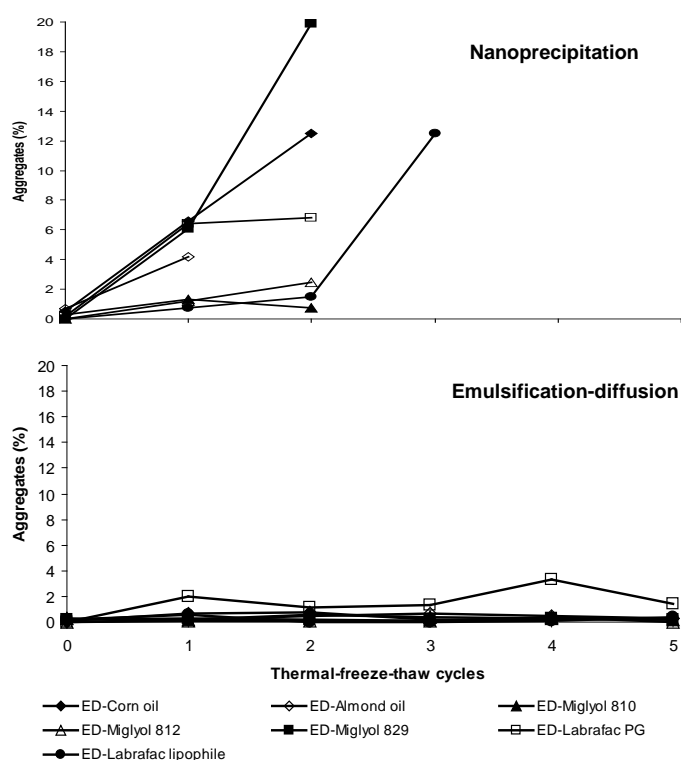 Nanoprecipitation
Aggregates (%)
20
18
16
14
12
10
8
6
4
2
0
Emulsification-diffusion
Aggregates (%)
20
18
16
14
12
10
8
6
4
2
0
0 1 2 3 4 5
Thermal-freeze-thaw cycles
ED-Corn oil ED-Almond oil ED-Miglyol 810
ED-Miglyol 812 ED-Miglyol 829 ED-Labrafac PG
ED-Labrafac lipophile